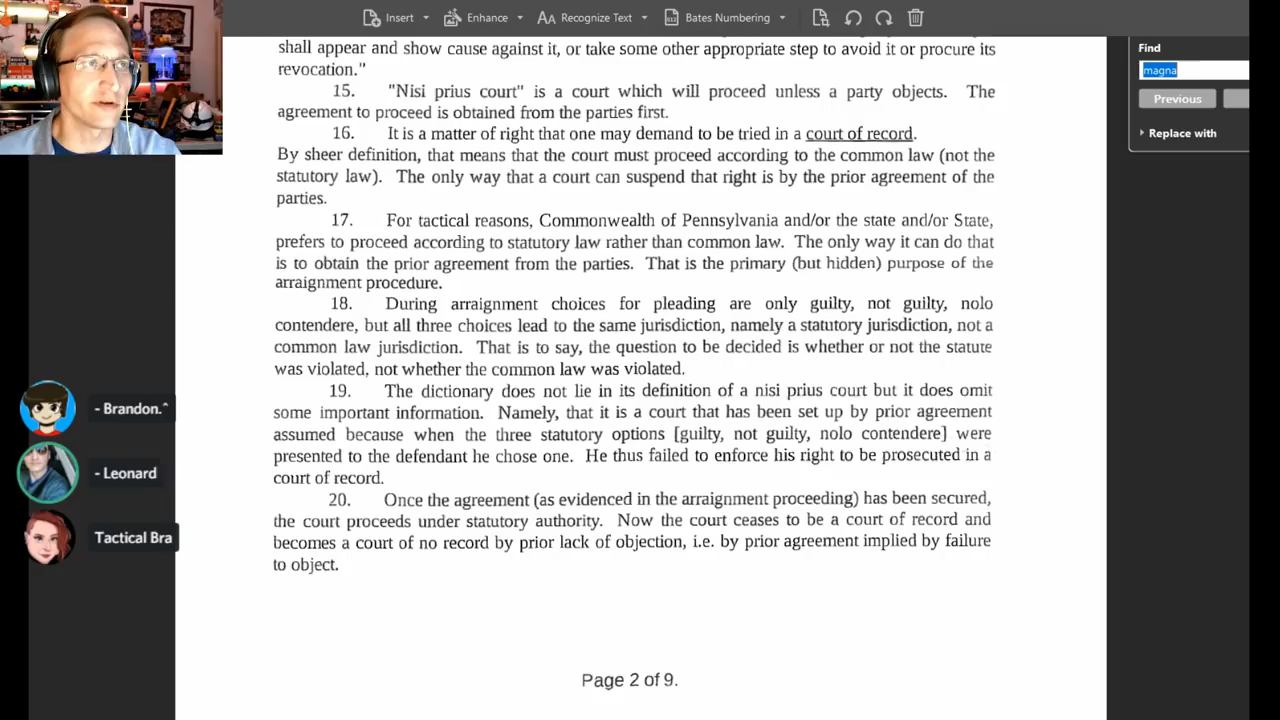 Insert
Enhance
Recognize Text
Bates Numbering
Find
magna
Previous
Replace with
shall appear and show cause against it, or take some other appropriate step to avoid it or procure its
revocation."
15. "Nisi prius court" is a court which will proceed unless a party objects. The
agreement to proceed is obtained from the parties first.
16. It is a matter of right that one may demand to be tried in a court of record.
By sheer definition, that means that the court must proceed according to the common law (not the
statutory law). The only way that a court can suspend that right is by the prior agreement of the
parties.
17. For tactical reasons, Commonwealth of Pennsylvania and/or the state and/or State,
prefers to proceed according to statutory law rather than common law. The only way it can do that
is to obtain the prior agreement from the parties. That is the primary (but hidden) purpose of the
arraignment procedure.
18. During arraignment choices for pleading are only guilty, not guilty, nolo
contendere, but all three choices lead to the same jurisdiction, namely a statutory jurisdiction, not a
common law jurisdiction. That is to say, the question to be decided is whether or not the statute
was violated, not whether the common law was violated.
19. The dictionary does not lie in its definition of a nisi prius court but it does omit
some important information. Namely, that it is a court that has been set up by prior agreement
assumed because when the three statutory options [guilty, not guilty, nolo contendere] were
presented to the defendant he chose one. He thus failed to enforce his right to be prosecuted in a
court of record.
20. Once the agreement (as evidenced in the arraignment proceeding) has been secured,
the court proceeds under statutory authority. Now the court ceases to be a court of record and
becomes a court of no record by prior lack of objection, i.e. by prior agreement implied by failure
to object.
Page 2 of 9.
- Brandon.^
- Leonard
Tactical Bra